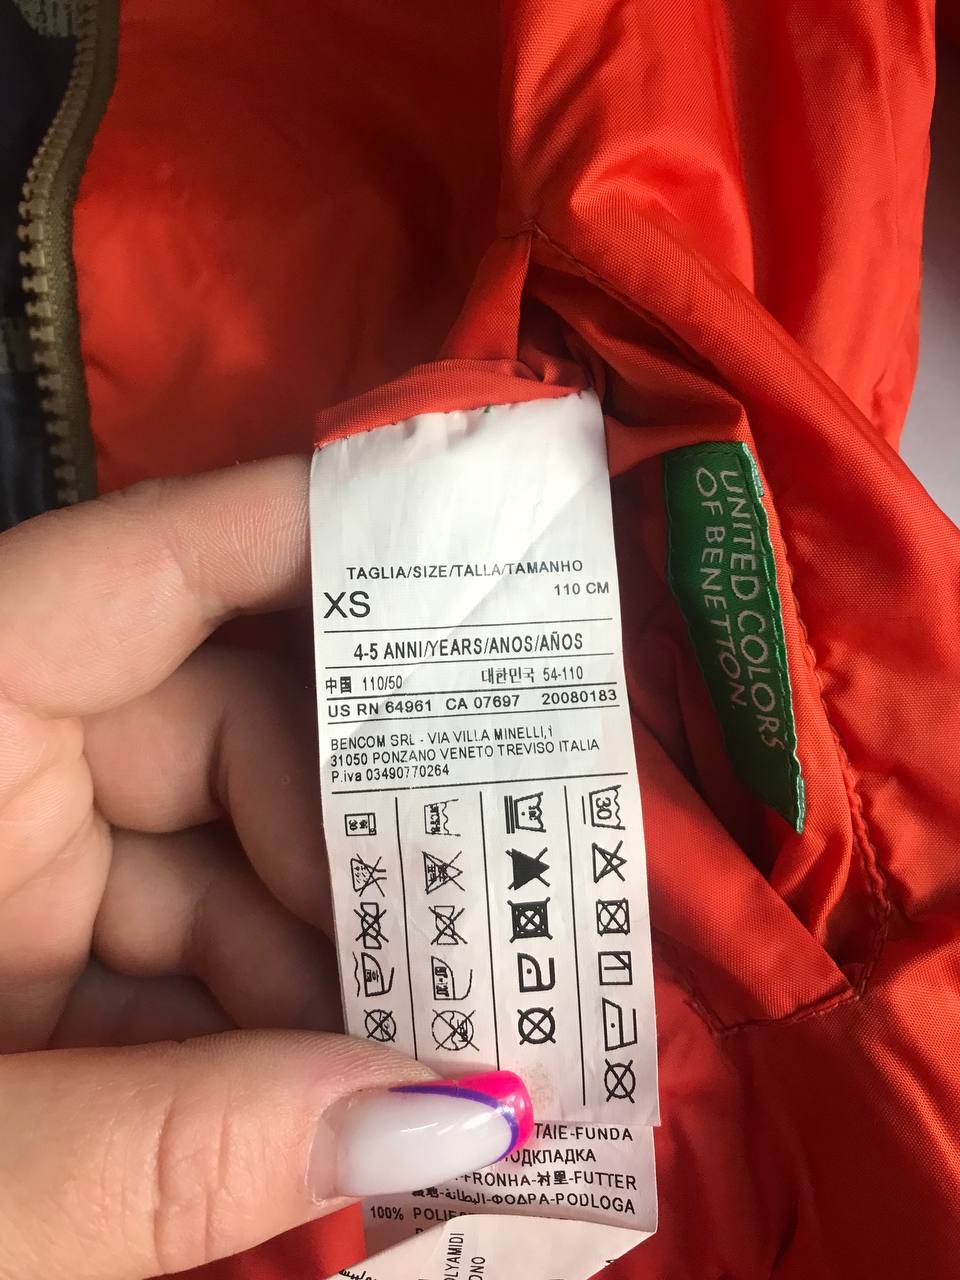 TAGLIA/SIZE/TALLA/TAMANHO
XS 110 CM
4-5 ANNI/YEARS/ANOS/AÑOS
中国 110/50 대한민국 54-110
US RN 64961 CA 07697 20080183
BENCOM SRL - VIA VILLA MINELLI,1
31050 PONZANO VENETO TREVISO ITALIA
P.iva 03490770264
30
UNITED COLORS
OF BENETTON.
TAIE-FUNDA
ПОДКЛАДКА
-FRONHA-衬里-FUTTER
البطانة-ФОДРА-PODLOGA
100%